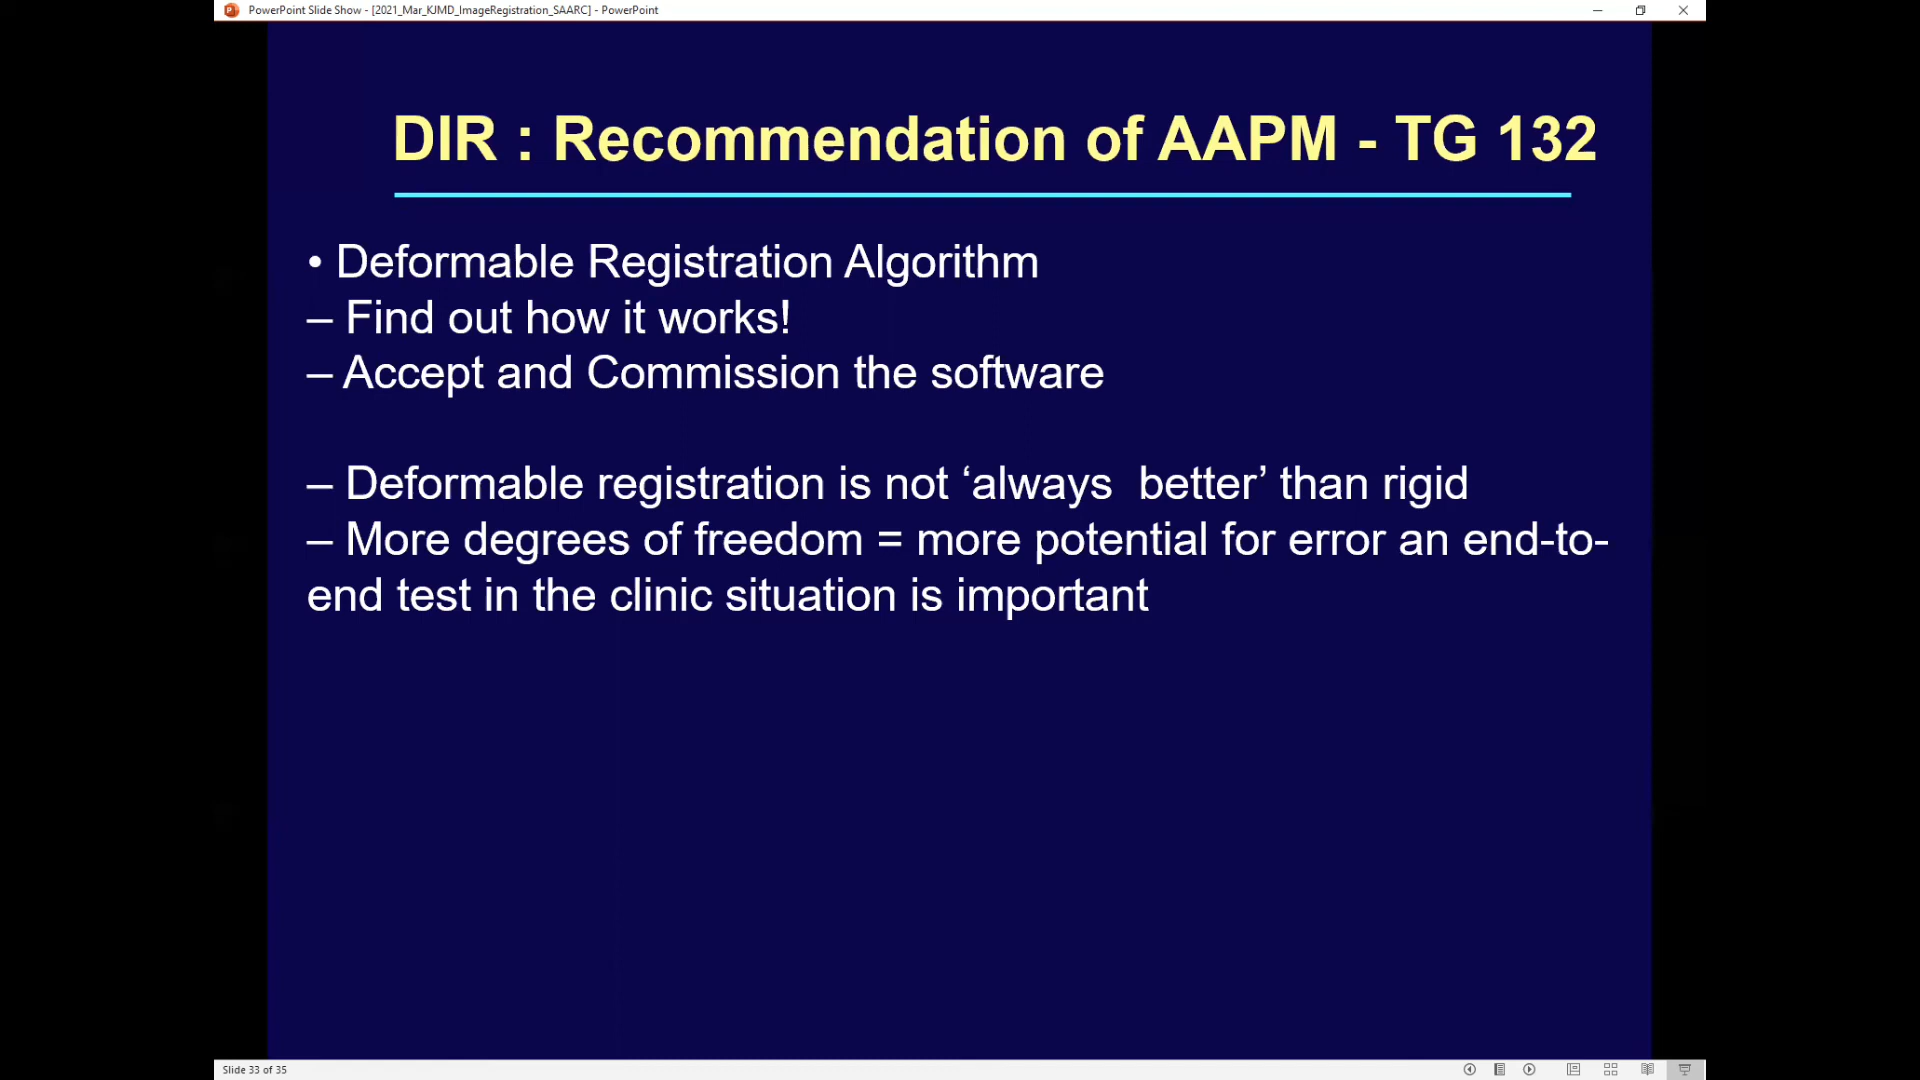 PowerPoint Slide Show - [2021_Mar_KJMD_ImageRegistration_SAARC] - PowerPoint
DIR : Recommendation of AAPM - TG 132
• Deformable Registration Algorithm
– Find out how it works!
– Accept and Commission the software
– Deformable registration is not ‘always  better’ than rigid
– More degrees of freedom = more potential for error an end-to-
end test in the clinic situation is important
Slide 33 of 35